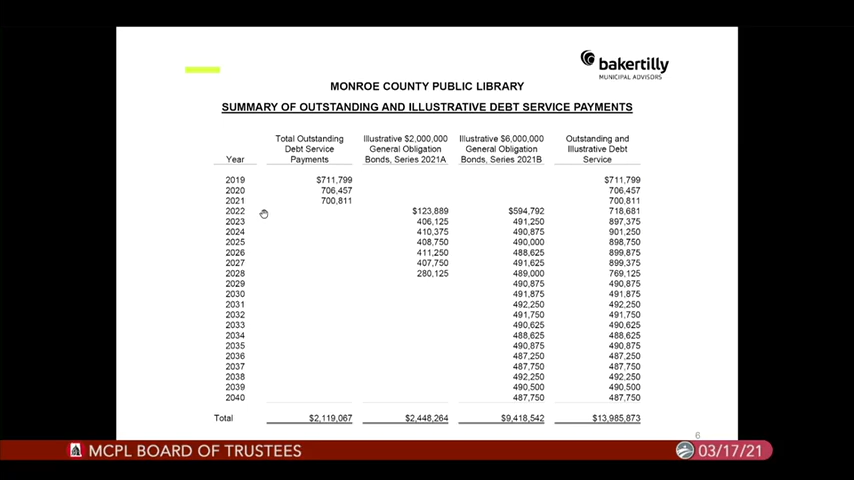 bakertilly
MUNICIPAL ADVISORS
MONROE COUNTY PUBLIC LIBRARY
SUMMARY OF OUTSTANDING AND ILLUSTRATIVE DEBT SERVICE PAYMENTS
Total Outstanding Illustrative $2,000,000 Illustrative $6,000,000 Outstanding and
Debt Service General Obligation General Obligation Illustrative Debt
Year Payments Bonds, Series 2021A Bonds, Series 2021B Service
2019 $711,799 $711,799
2020 706,457 706,457
2021 700,811 700,811
2022 $123,889 $594,792 718,681
2023 406,125 491,250 897,375
2024 410,375 490,875 901,250
2025 408,750 490,000 898,750
2026 411,250 488,625 899,875
2027 407,750 491,625 899,375
2028 280,125 489,000 769,125
2029 490,875 490,875
2030 491,875 491,875
2031 492,250 492,250
2032 491,750 491,750
2033 490,625 490,625
2034 488,625 488,625
2035 490,875 490,875
2036 487,250 487,250
2037 487,750 487,750
2038 492,250 492,250
2039 490,500 490,500
2040 487,750 487,750
Total $2,119,067 $2,448,264 $9,418,542 $13,985,873
6
MCPL BOARD OF TRUSTEES 03/17/21